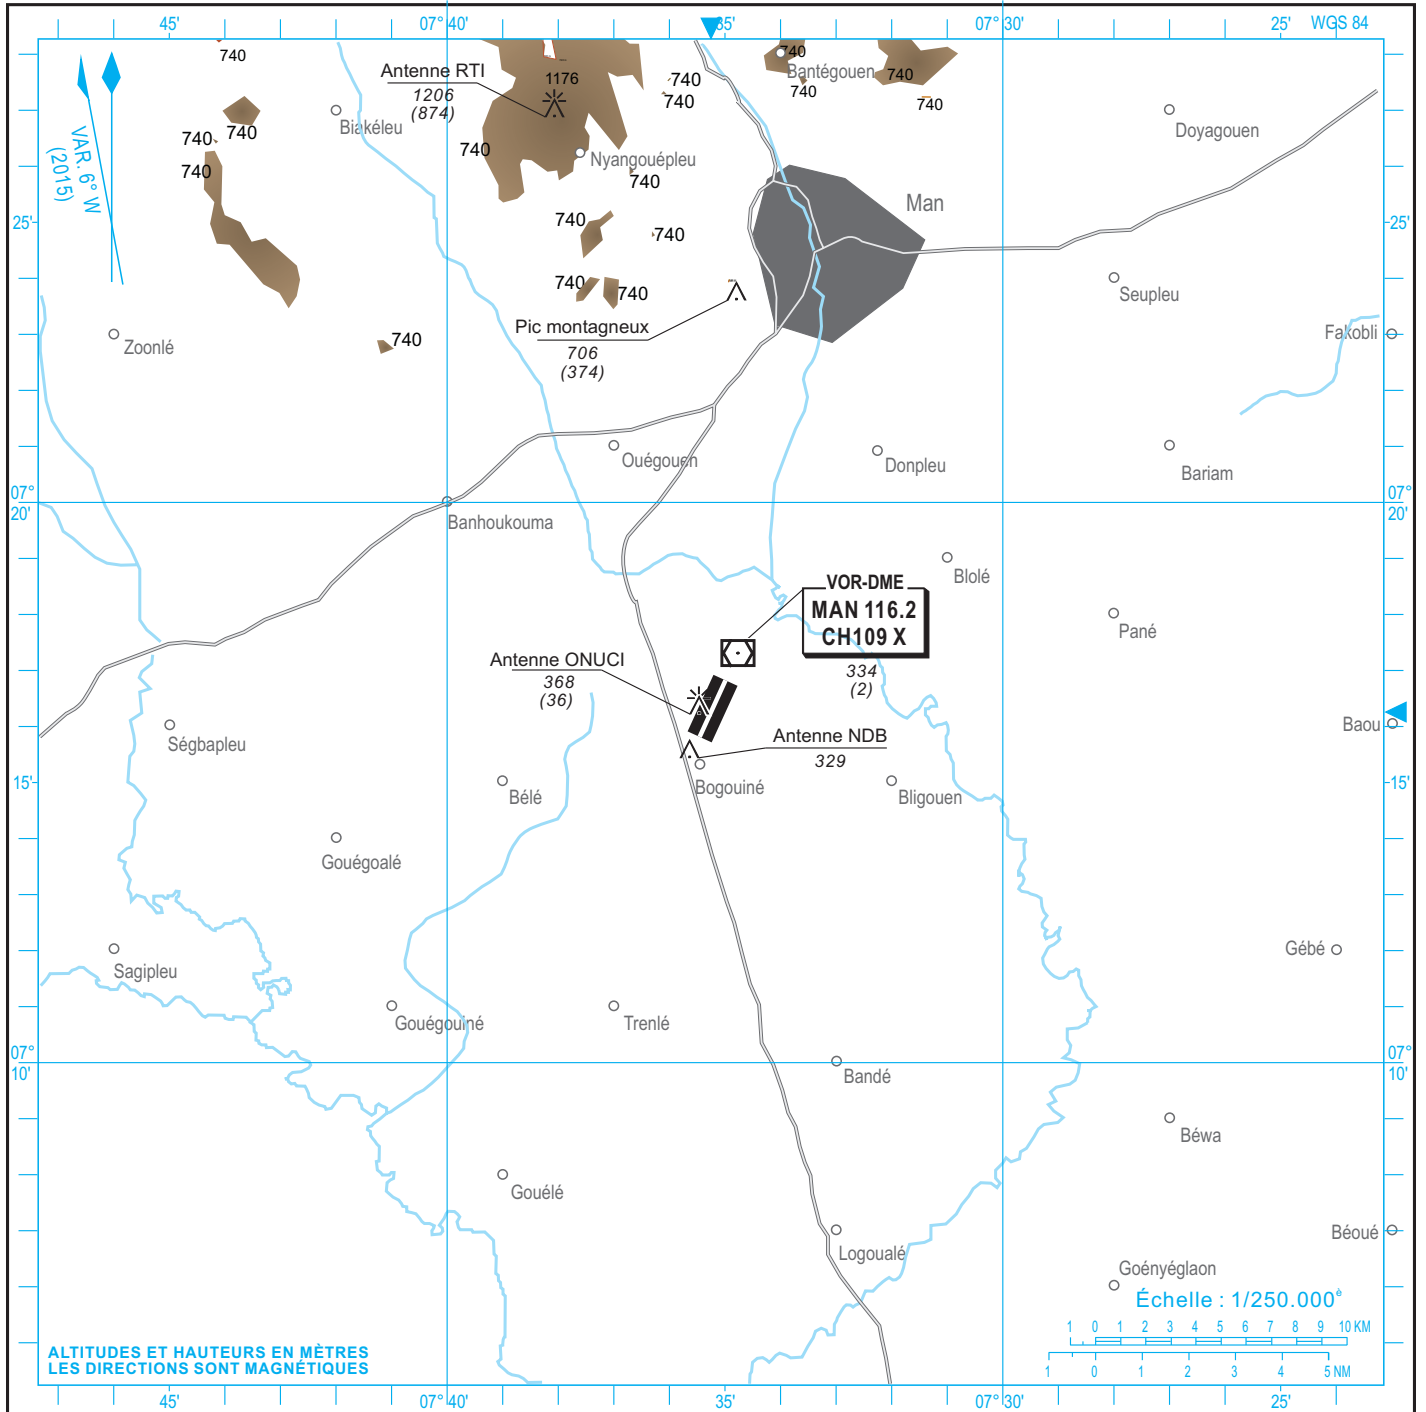 45'
07° 40'
35'
07° 30'
25'
WGS 84
740
740
740
740
Bantégouen
740
740
740
740
Antenne RTI
1206
(874)
1176
Biakéleu
Doyagouen
VAR. 6° W
(2015)
740
740
740
740
Nyangouépleu
740
Man
25'
25'
740
740
740
740
Seupleu
Pic montagneux
706
(374)
Zoonlé
740
Fakobli
Ouégouen
Donpleu
Bariam
07°
20'
07°
20'
Banhoukouma
Blolé
VOR-DME
MAN 116.2
CH109 X
334
(2)
Pané
Antenne ONUCI
368
(36)
Ségbapleu
Antenne NDB
329
Baou
15'
15'
Bélé
Bogouiné
Bligouen
Gouégoalé
Gébé
Sagipleu
Gouégouiné
Trenlé
07°
10'
07°
10'
Bandé
Béwa
Gouélé
Logoualé
Béoué
Goényéglaon
Échelle : 1/250.000è
1 0 1 2 3 4 5 6 7 8 9 10 KM
1 0 1 2 3 4 5 NM
ALTITUDES ET HAUTEURS EN MÈTRES
LES DIRECTIONS SONT MAGNÉTIQUES
45'
07° 40'
35'
07° 30'
25'